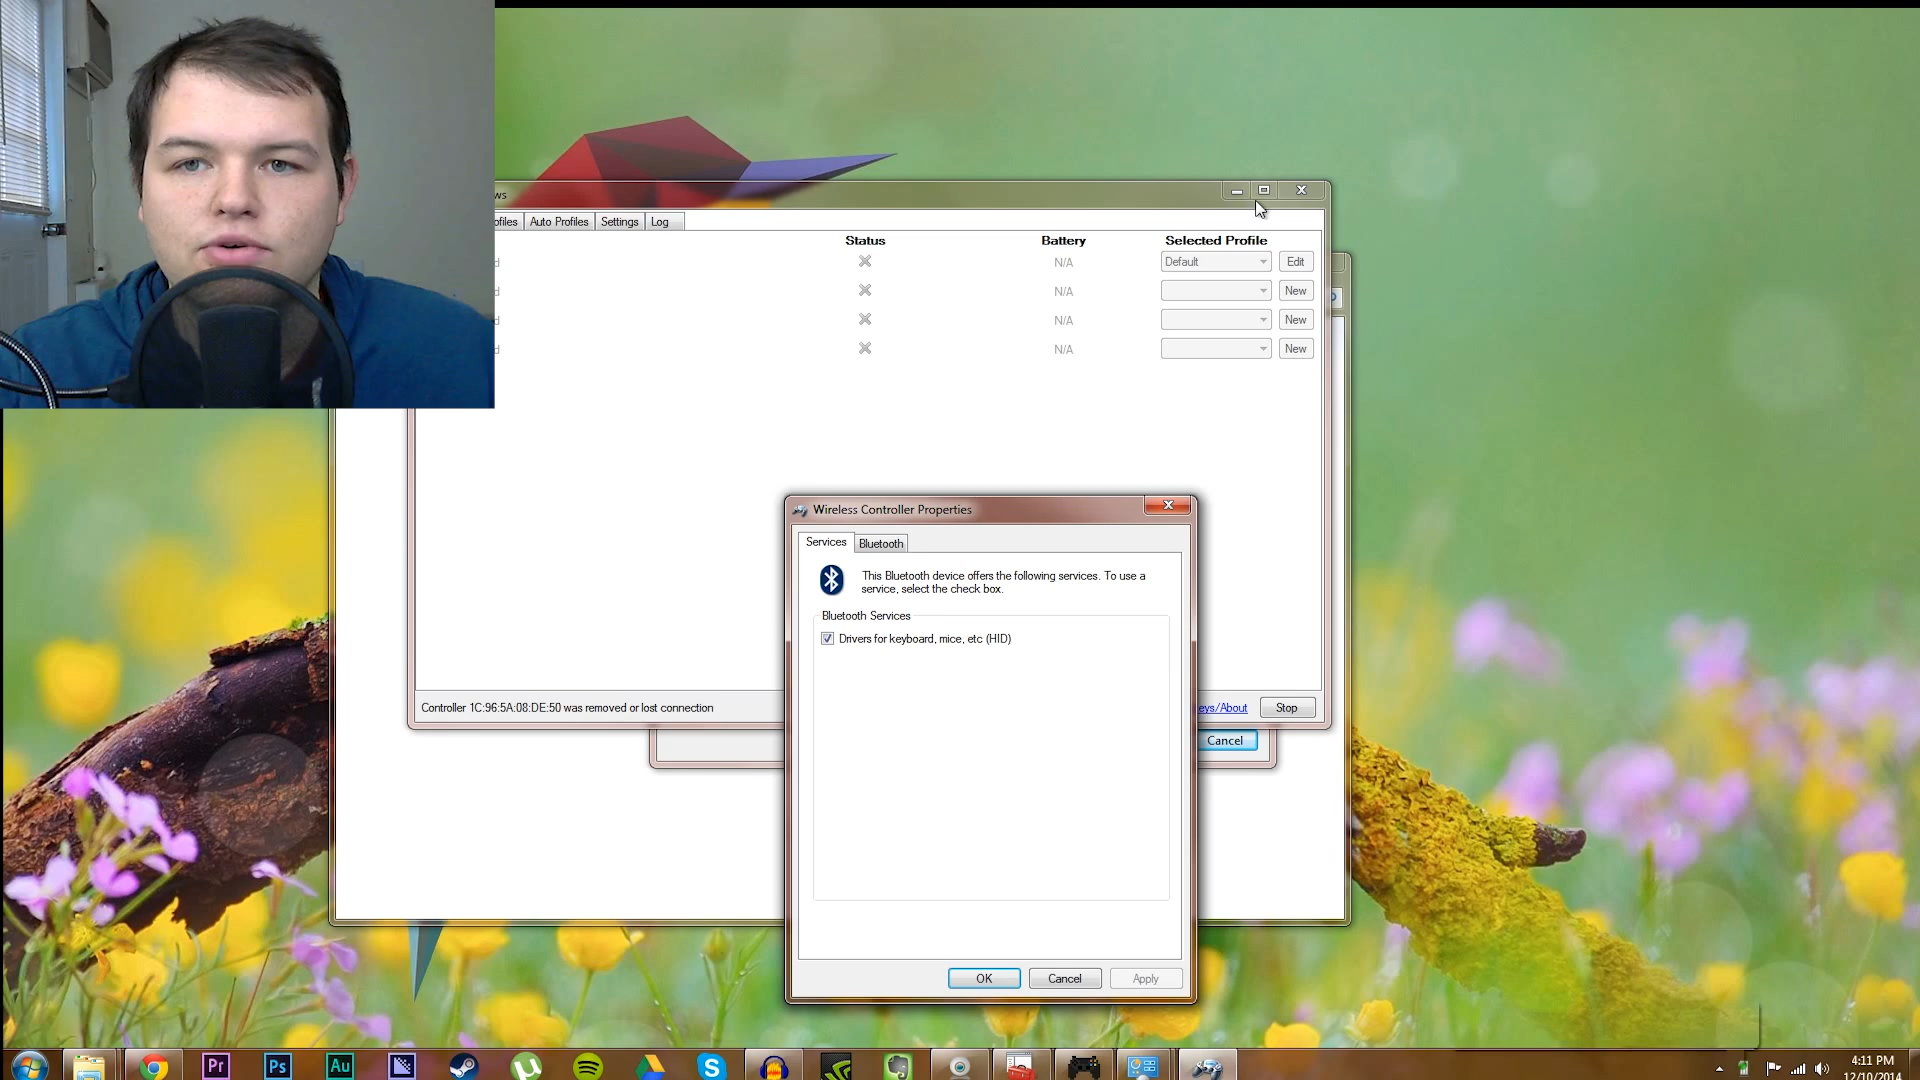 ws
ofiles
Auto Profiles
Settings
Log
Status
Battery
Selected Profile
d
N/A
Default
Edit
d
N/A
New
d
N/A
New
d
N/A
New
Wireless Controller Properties
Services
Bluetooth
This Bluetooth device offers the following services. To use a
service, select the check box.
Bluetooth Services
Drivers for keyboard, mice, etc (HID)
Controller 1C:96:5A:08:DE:50 was removed or lost connection
eys/About
Stop
Cancel
OK
Cancel
Apply
Pr
Ps
Au
4:11 PM
12/10/2014